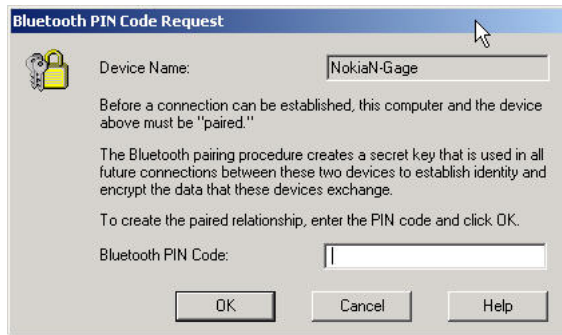 Bluetooth PIN Code Request
Device Name:
NokiaN-Gage
Before a connection can be established, this computer and the device
above must be "paired."
The Bluetooth pairing procedure creates a secret key that is used in all
future connections between these two devices to establish identity and
encrypt the data that these devices exchange.
To create the paired relationship, enter the PIN code and click OK.
Bluetooth PIN Code:
OK Cancel Help